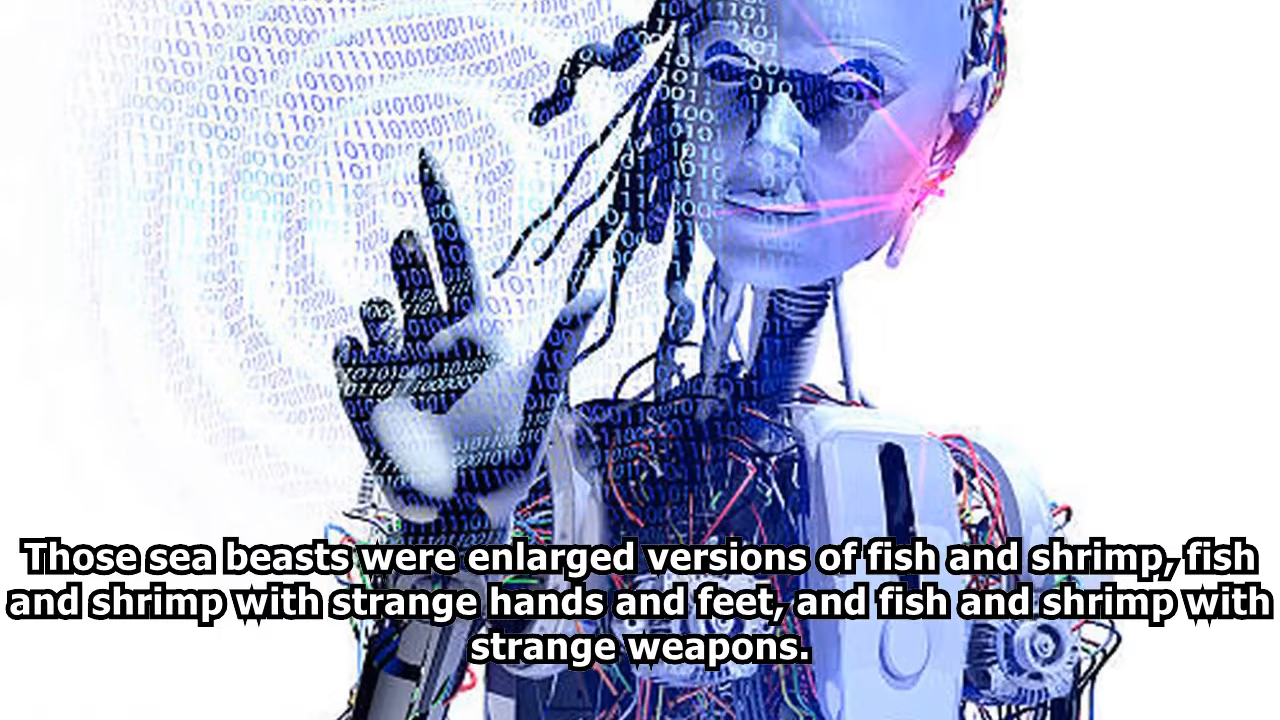 Those sea beasts were enlarged versions of fish and shrimp, fish
and shrimp with strange hands and feet, and fish and shrimp with
strange weapons.